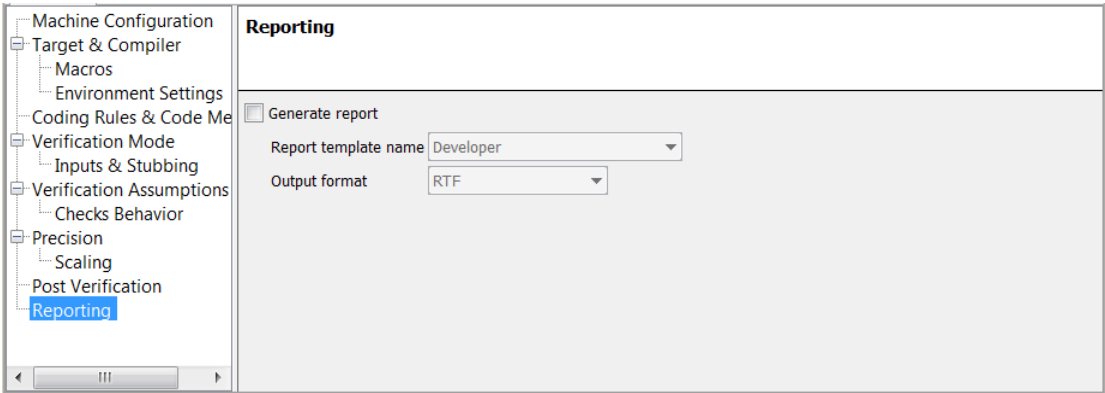 Machine Configuration
Target & Compiler
Macros
Environment Settings
Coding Rules & Code Me
Verification Mode
Inputs & Stubbing
Verification Assumptions
Checks Behavior
Precision
Scaling
Post Verification
Reporting
Reporting
Generate report
Report template name Developer
Output format RTF